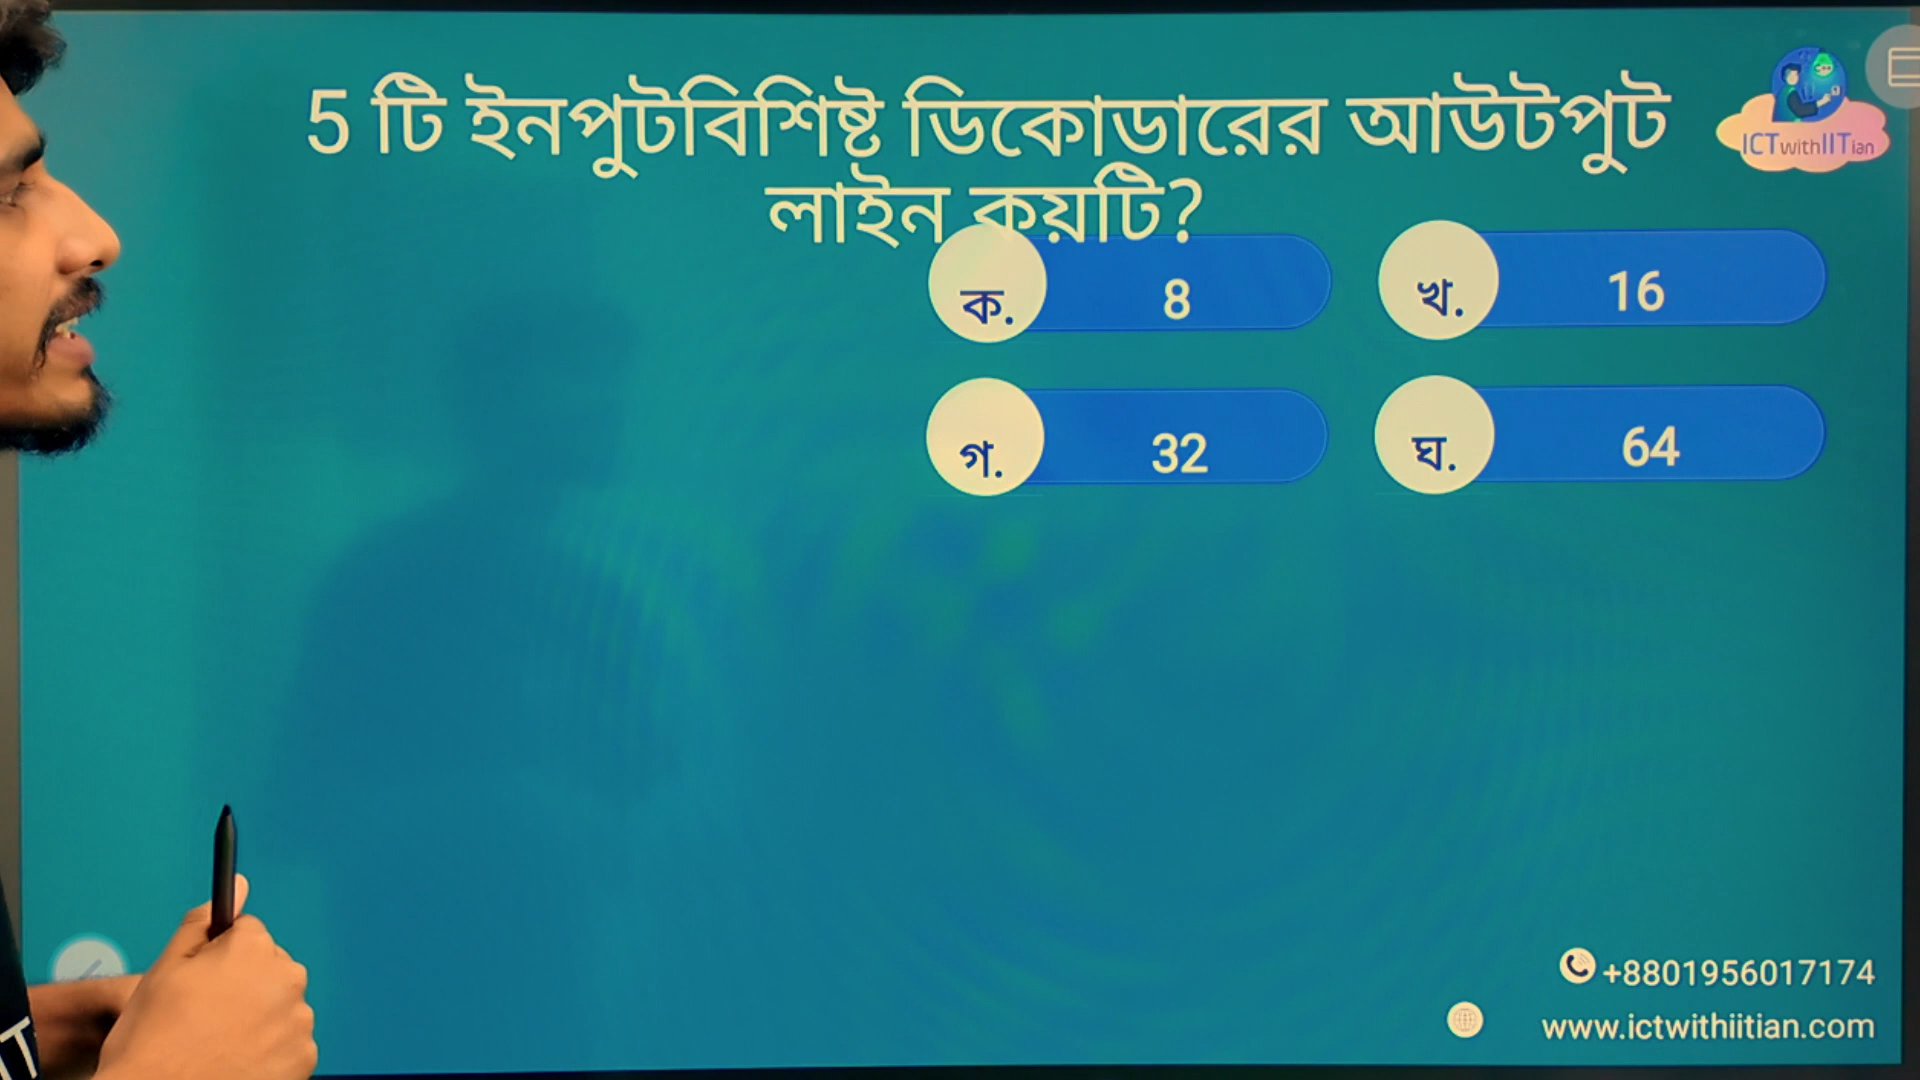 5 টি ইনপুটবিশিষ্ট ডিকোডারের আউটপুট
লাইন কয়টি?
ICTwithIITian
ক. 8
খ. 16
গ. 32
ঘ. 64
+8801956017174
www.ictwithiitian.com